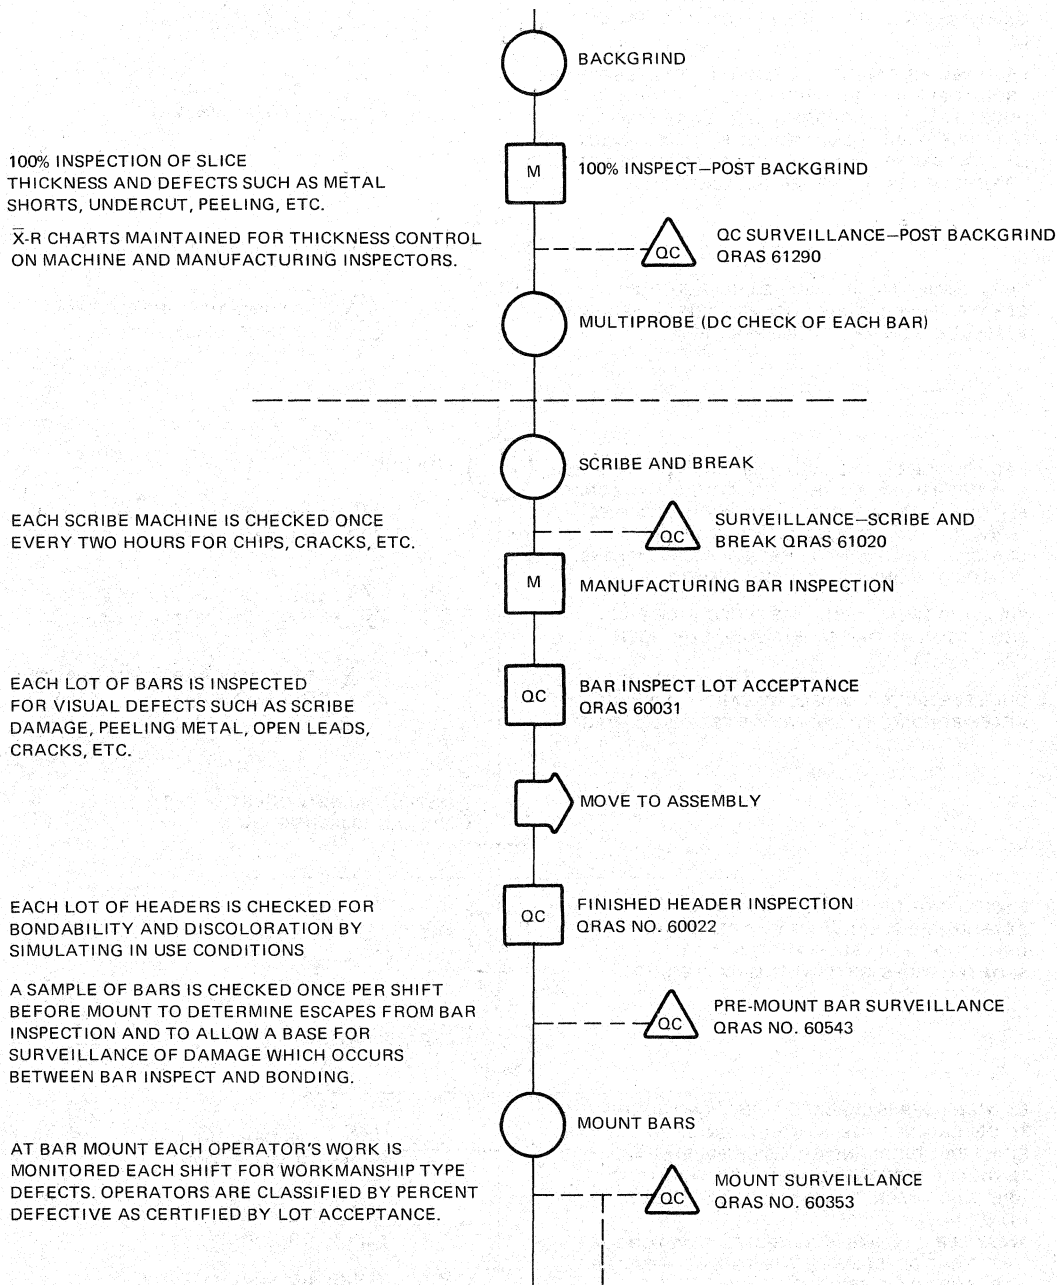 BACKGRIND
100% INSPECTION OF SLICE
THICKNESS AND DEFECTS SUCH AS METAL
SHORTS, UNDERCUT, PEELING, ETC.
M
100% INSPECT—POST BACKGRIND
X̄-R CHARTS MAINTAINED FOR THICKNESS CONTROL
ON MACHINE AND MANUFACTURING INSPECTORS.
QC
QC SURVEILLANCE—POST BACKGRIND
QRAS 61290
MULTIPROBE (DC CHECK OF EACH BAR)
SCRIBE AND BREAK
EACH SCRIBE MACHINE IS CHECKED ONCE
EVERY TWO HOURS FOR CHIPS, CRACKS, ETC.
QC
SURVEILLANCE—SCRIBE AND
BREAK QRAS 61020
M
MANUFACTURING BAR INSPECTION
EACH LOT OF BARS IS INSPECTED
FOR VISUAL DEFECTS SUCH AS SCRIBE
DAMAGE, PEELING METAL, OPEN LEADS,
CRACKS, ETC.
QC
BAR INSPECT LOT ACCEPTANCE
QRAS 60031
MOVE TO ASSEMBLY
EACH LOT OF HEADERS IS CHECKED FOR
BONDABILITY AND DISCOLORATION BY
SIMULATING IN USE CONDITIONS
QC
FINISHED HEADER INSPECTION
QRAS NO. 60022
A SAMPLE OF BARS IS CHECKED ONCE PER SHIFT
BEFORE MOUNT TO DETERMINE ESCAPES FROM BAR
INSPECTION AND TO ALLOW A BASE FOR
SURVEILLANCE OF DAMAGE WHICH OCCURS
BETWEEN BAR INSPECT AND BONDING.
QC
PRE-MOUNT BAR SURVEILLANCE
QRAS NO. 60543
MOUNT BARS
AT BAR MOUNT EACH OPERATOR'S WORK IS
MONITORED EACH SHIFT FOR WORKMANSHIP TYPE
DEFECTS. OPERATORS ARE CLASSIFIED BY PERCENT
DEFECTIVE AS CERTIFIED BY LOT ACCEPTANCE.
QC
MOUNT SURVEILLANCE
QRAS NO. 60353